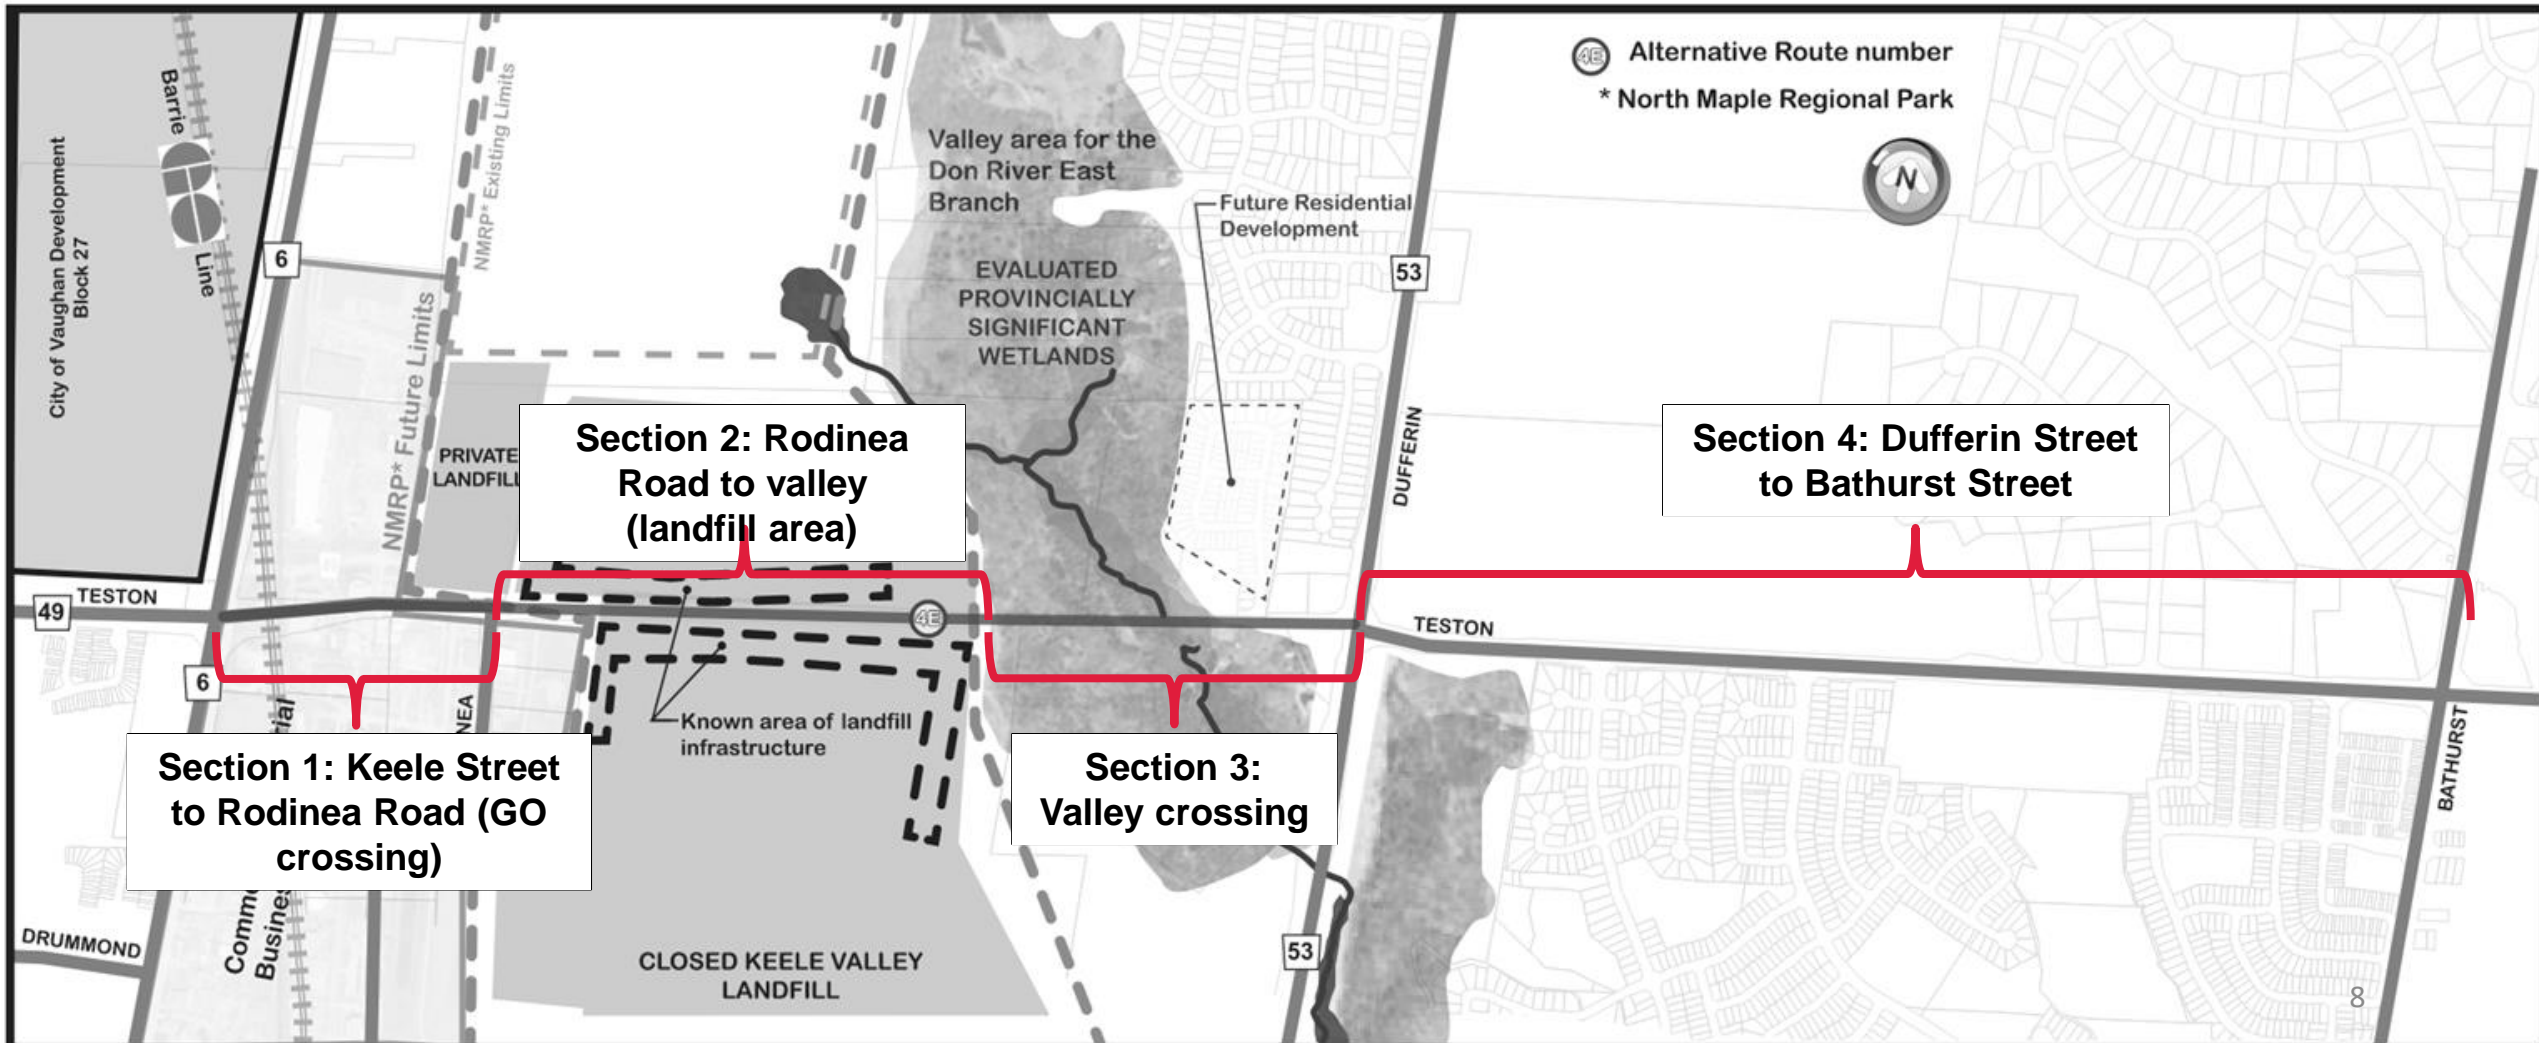 4E Alternative Route number
* North Maple Regional Park
N
City of Vaughan Development
Block 27
Barrie
Line
6
NMRP* Existing Limits
NMRP* Future Limits
Valley area for the
Don River East
Branch
EVALUATED
PROVINCIALLY
SIGNIFICANT
WETLANDS
Future Residential
Development
53
DUFFERIN
PRIVATE
LANDFILL
Section 2: Rodinea
Road to valley
(landfill area)
Section 4: Dufferin Street
to Bathurst Street
49
TESTON
4E
TESTON
6
Known area of landfill
infrastructure
Section 1: Keele Street
to Rodinea Road (GO
crossing)
Section 3:
Valley crossing
BATHURST
DRUMMOND
CLOSED KEELE VALLEY
LANDFILL
53
8